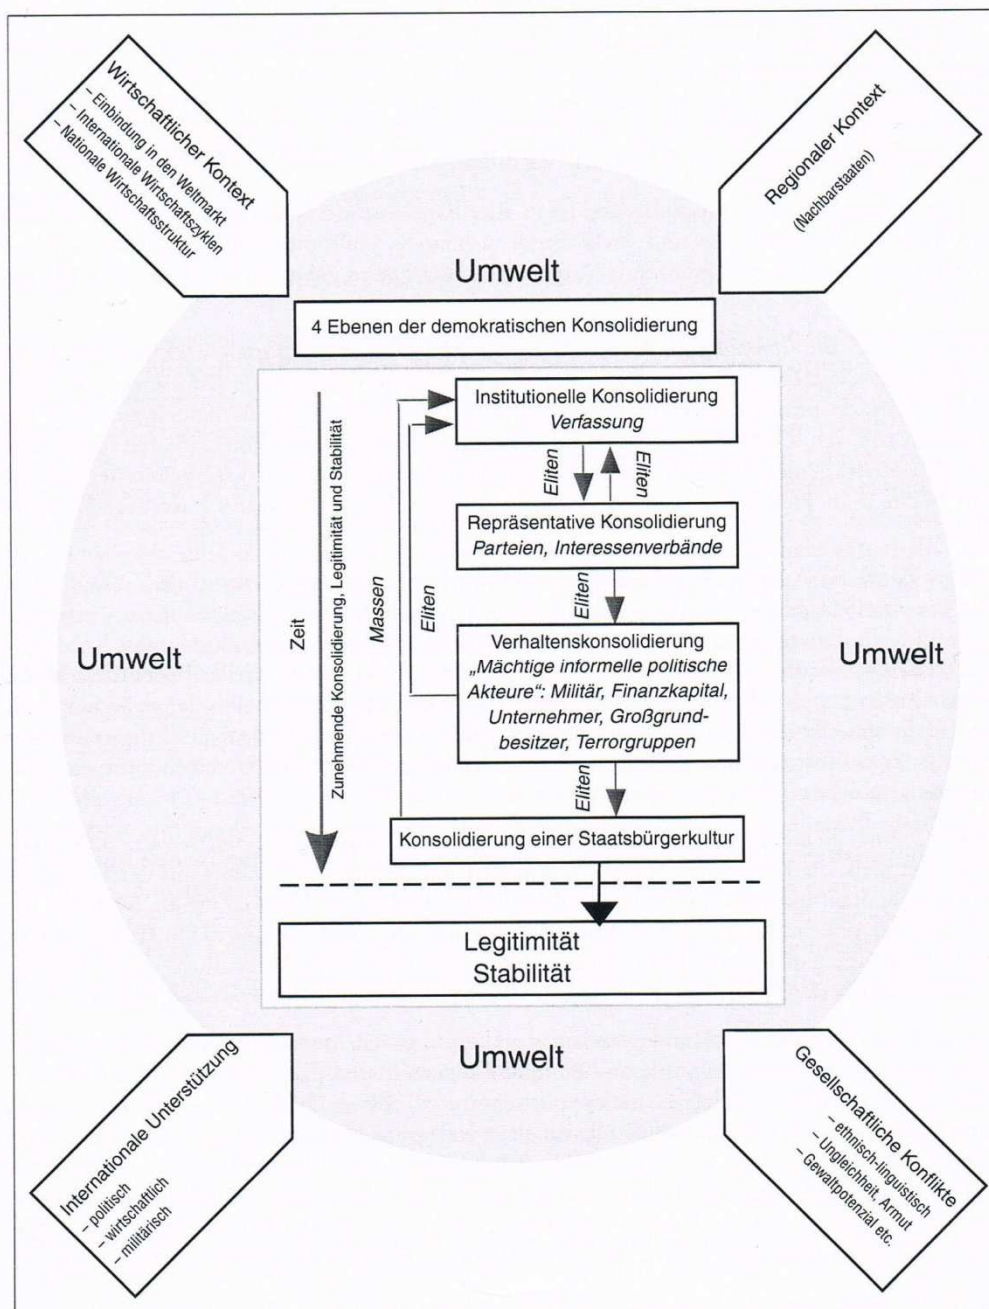 Wirtschaftlicher Kontext
– Einbindung in den Weltmarkt
– Internationale Wirtschaftszyklen
– Nationale Wirtschaftsstruktur
Regionaler Kontext
(Nachbarstaaten)
Umwelt
4 Ebenen der demokratischen Konsolidierung
Institutionelle Konsolidierung
Verfassung
Eliten
Eliten
Repräsentative Konsolidierung
Parteien, Interessenverbände
Eliten
Zeit
Zunehmende Konsolidierung, Legitimität und Stabilität
Massen
Eliten
Verhaltenskonsolidierung
„Mächtige informelle politische
Akteure“: Militär, Finanzkapital,
Unternehmer, Großgrund-
besitzer, Terrorgruppen
Umwelt
Umwelt
Eliten
Konsolidierung einer Staatsbürgerkultur
Legitimität
Stabilität
Umwelt
Internationale Unterstützung
– politisch
– wirtschaftlich
– militärisch
Gesellschaftliche Konflikte
– ethnisch-linguistisch
– Ungleichheit, Armut
– Gewaltpotenzial etc.